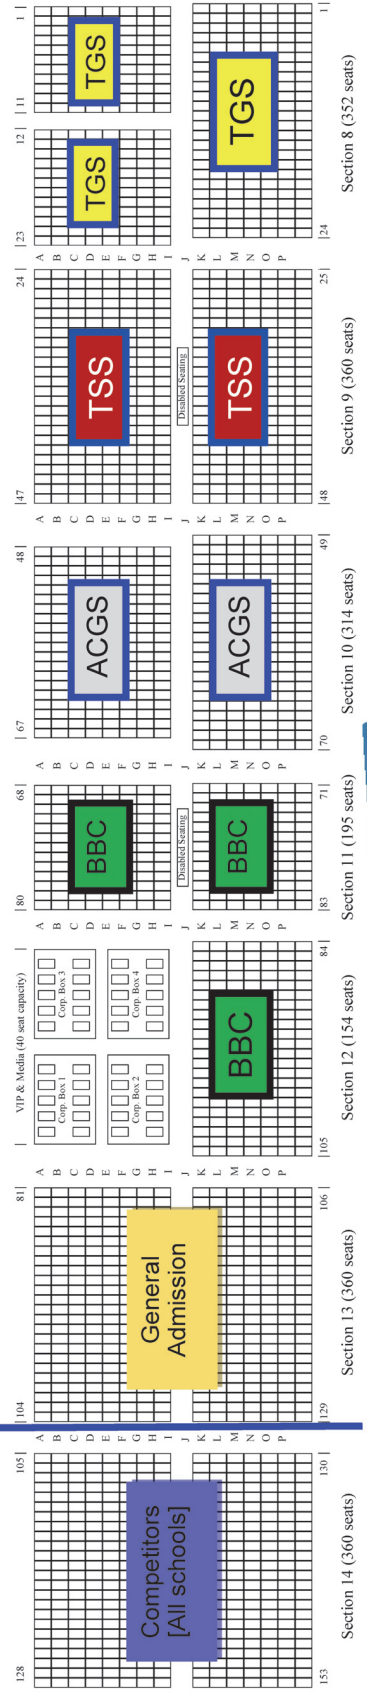 128
105
104
81
VIP & Media (40 seat capacity)
80
68
67
48
47
24
23
12
11
1
A
B
C
D
E
F
G
H
I
J
K
L
M
N
O
P
A
B
C
D
E
F
G
H
I
J
K
L
M
N
O
P
A
B
C
D
E
F
G
H
I
J
K
L
M
N
O
P
A
B
C
D
E
F
G
H
I
J
K
L
M
N
O
P
A
B
C
D
E
F
G
H
I
J
K
L
M
N
O
P
A
B
C
D
E
F
G
H
I
J
K
L
M
N
O
P
Competitors
[All schools]
General
Admission
Corp. Box 1
Corp. Box 3
Corp. Box 2
Corp. Box 4
BBC
ACGS
TSS
TGS
TGS
Disabled Seating
Disabled Seating
BBC
BBC
ACGS
TSS
TGS
153
130
129
106
105
84
83
71
70
49
48
25
24
1
Section 14 (360 seats)
Section 13 (360 seats)
Section 12 (154 seats)
Section 11 (195 seats)
Section 10 (314 seats)
Section 9 (360 seats)
Section 8 (352 seats)